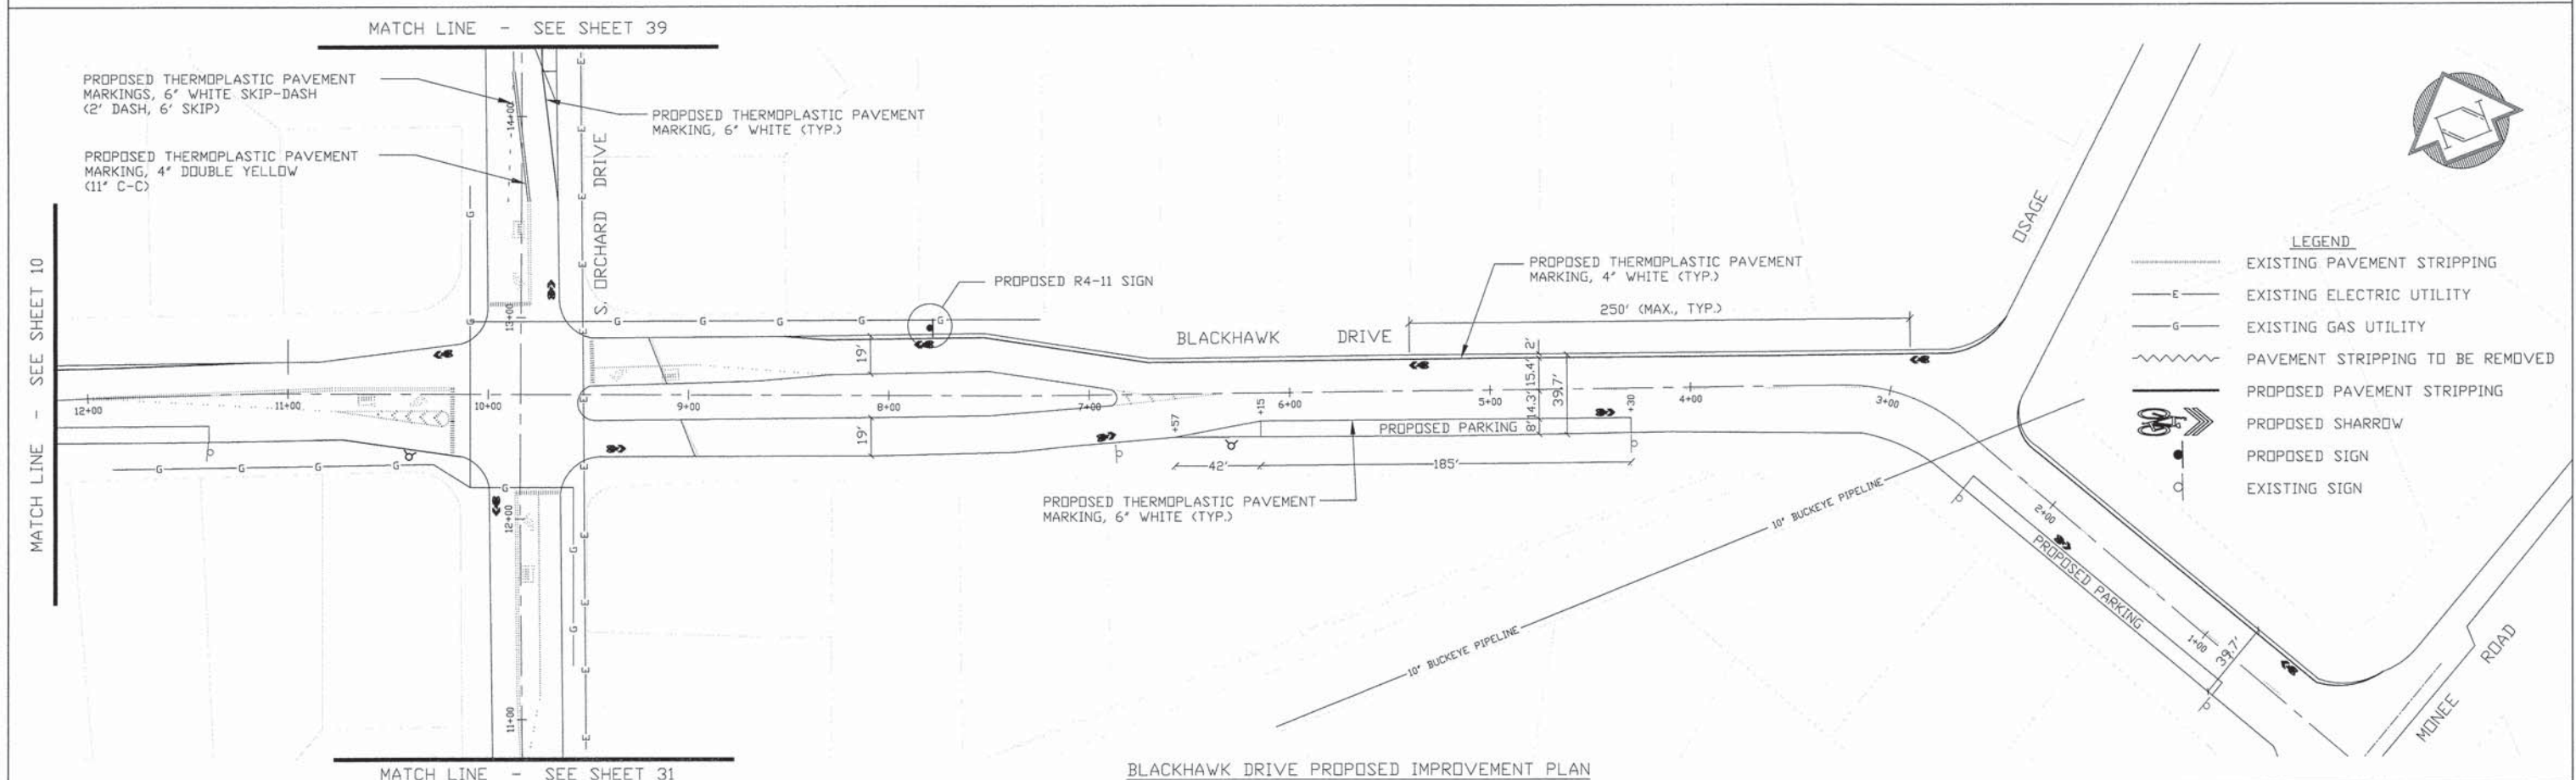 MATCH LINE - SEE SHEET 39
PROPOSED THERMOPLASTIC PAVEMENT
MARKINGS, 6" WHITE SKIP-DASH
(2' DASH, 6' SKIP)
PROPOSED THERMOPLASTIC PAVEMENT
MARKING, 6" WHITE (TYP.)
PROPOSED THERMOPLASTIC PAVEMENT
MARKING, 4" DOUBLE YELLOW
(11" C-C)
14+00
S. ORCHARD DRIVE
13+00
MATCH LINE - SEE SHEET 10
PROPOSED R4-11 SIGN
PROPOSED THERMOPLASTIC PAVEMENT
MARKING, 4" WHITE (TYP.)
250' (MAX., TYP.)
BLACKHAWK DRIVE
OSAGE
LEGEND
EXISTING PAVEMENT STRIPPING
E EXISTING ELECTRIC UTILITY
G EXISTING GAS UTILITY
PAVEMENT STRIPPING TO BE REMOVED
PROPOSED PAVEMENT STRIPPING
PROPOSED SHARROW
PROPOSED SIGN
EXISTING SIGN
19'
2'
15.4'
14.3'
8'
39.7'
12+00
11+00
10+00
9+00
8+00
7+00
6+00
5+00
4+00
3+00
+57
+15
+30
PROPOSED PARKING
19'
42'
185'
PROPOSED THERMOPLASTIC PAVEMENT
MARKING, 6" WHITE (TYP.)
10" BUCKEYE PIPELINE
10" BUCKEYE PIPELINE
2+00
PROPOSED PARKING
1+00
39.7'
MONEE ROAD
12+00
11+00
MATCH LINE - SEE SHEET 31
BLACKHAWK DRIVE PROPOSED IMPROVEMENT PLAN